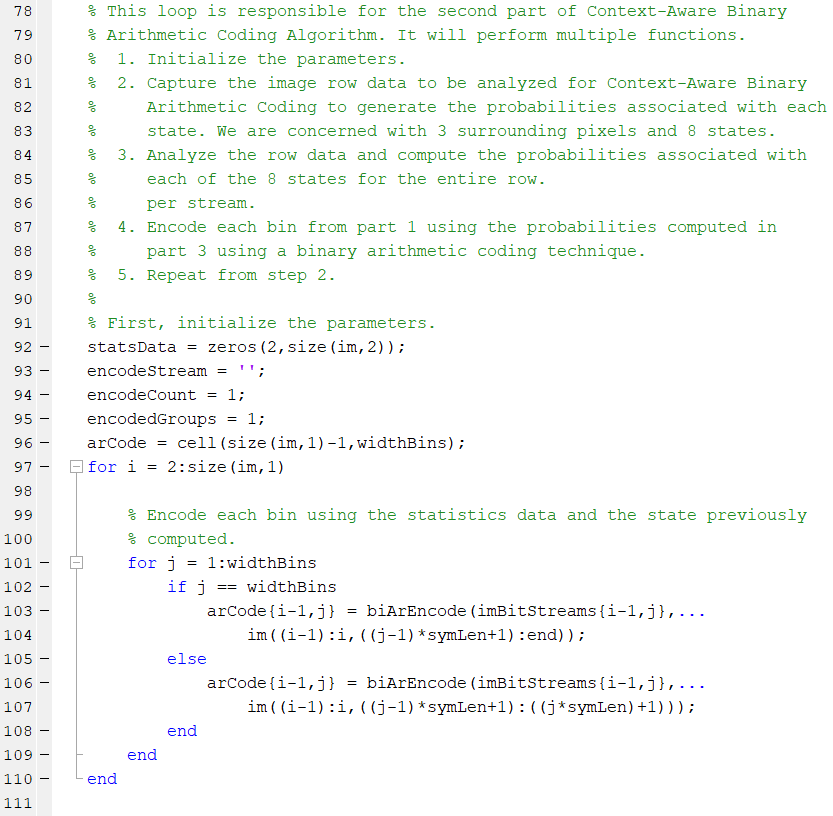 78 % This loop is responsible for the second part of Context-Aware Binary
79 % Arithmetic Coding Algorithm. It will perform multiple functions.
80 %  1. Initialize the parameters.
81 %  2. Capture the image row data to be analyzed for Context-Aware Binary
82 %     Arithmetic Coding to generate the probabilities associated with each
83 %     state. We are concerned with 3 surrounding pixels and 8 states.
84 %  3. Analyze the row data and compute the probabilities associated with
85 %     each of the 8 states for the entire row.
86 %     per stream.
87 %  4. Encode each bin from part 1 using the probabilities computed in
88 %     part 3 using a binary arithmetic coding technique.
89 %  5. Repeat from step 2.
90 %
91 % First, initialize the parameters.
92 – statsData = zeros(2,size(im,2));
93 – encodeStream = '';
94 – encodeCount = 1;
95 – encodedGroups = 1;
96 – arCode = cell(size(im,1)-1,widthBins);
97 – for i = 2:size(im,1)
98
99     % Encode each bin using the statistics data and the state previously
100     % computed.
101 –     for j = 1:widthBins
102 –         if j == widthBins
103 –             arCode{i-1,j} = biArEncode(imBitStreams{i-1,j},...
104                 im((i-1):i,((j-1)*symLen+1):end));
105 –         else
106 –             arCode{i-1,j} = biArEncode(imBitStreams{i-1,j},...
107                 im((i-1):i,((j-1)*symLen+1):((j*symLen)+1)));
108 –         end
109 –     end
110 – end
111